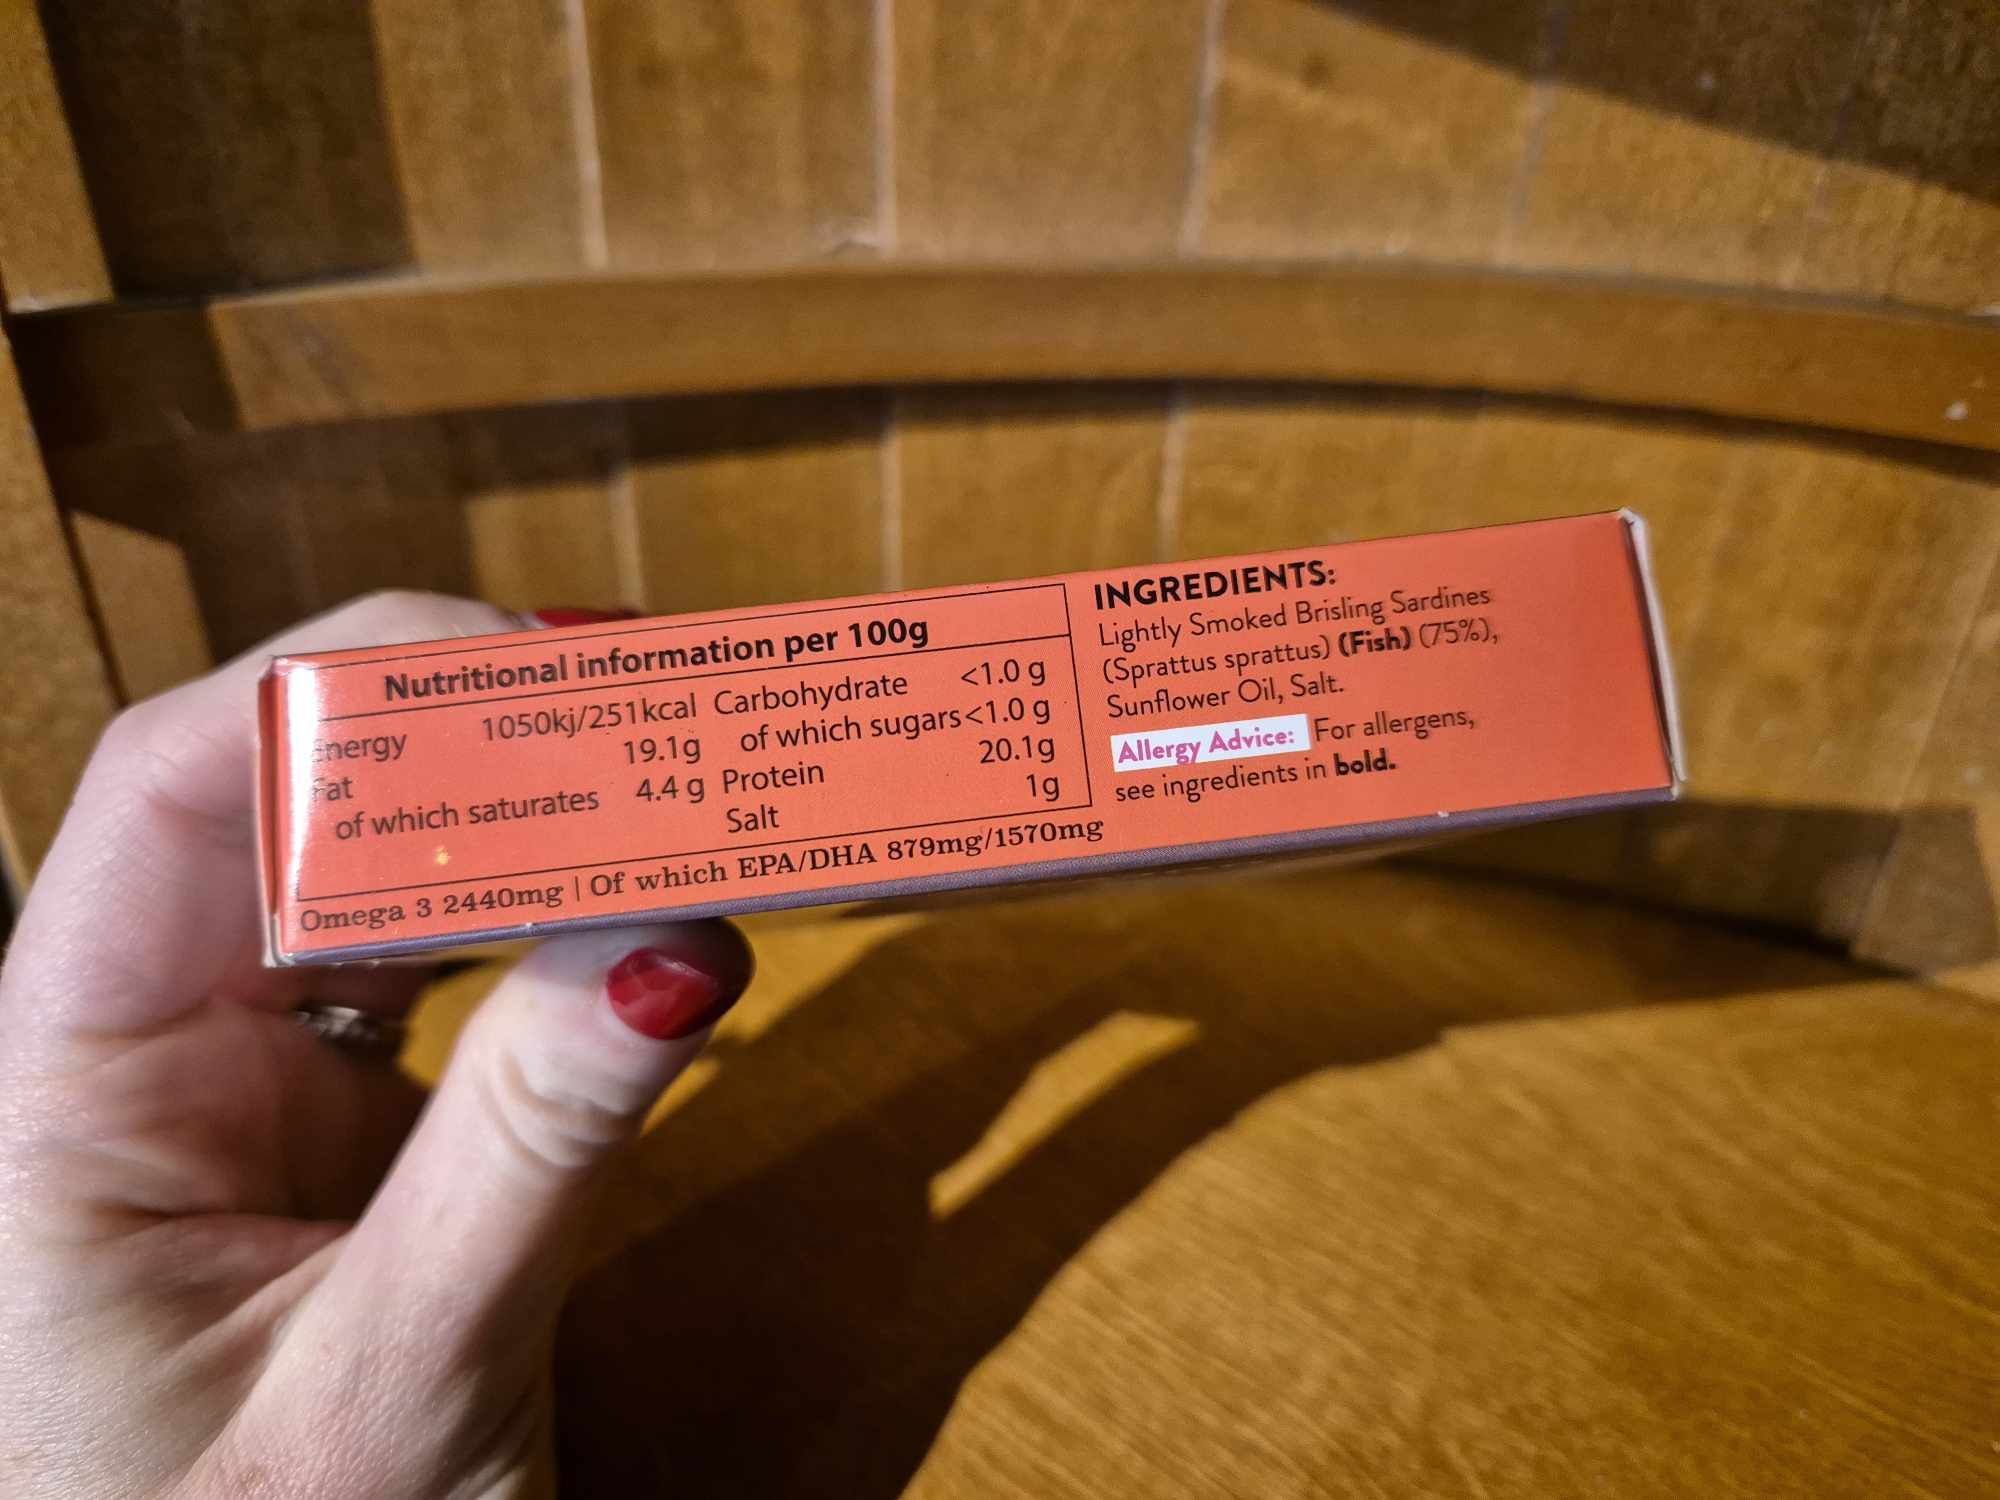 Nutritional information per 100g
Energy 1050kj/251kcal
Fat 19.1g
of which saturates 4.4 g
Carbohydrate <1.0 g
of which sugars <1.0 g
Protein 20.1g
Salt 1g
Omega 3 2440mg | Of which EPA/DHA 879mg/1570mg
INGREDIENTS:
Lightly Smoked Brisling Sardines
(Sprattus sprattus) (Fish) (75%),
Sunflower Oil, Salt.
Allergy Advice: For allergens,
see ingredients in bold.